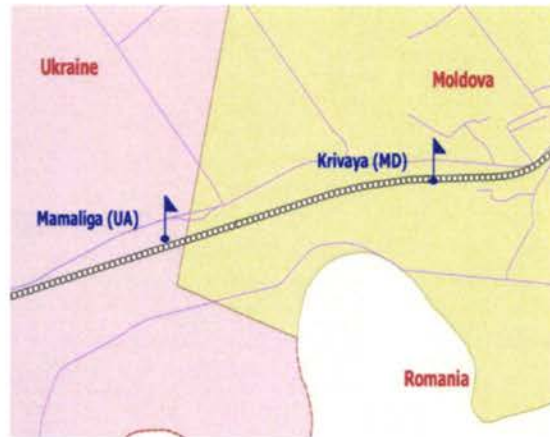 Ukraine
Moldova
Krivaya (MD)
Mamaliga (UA)
Romania